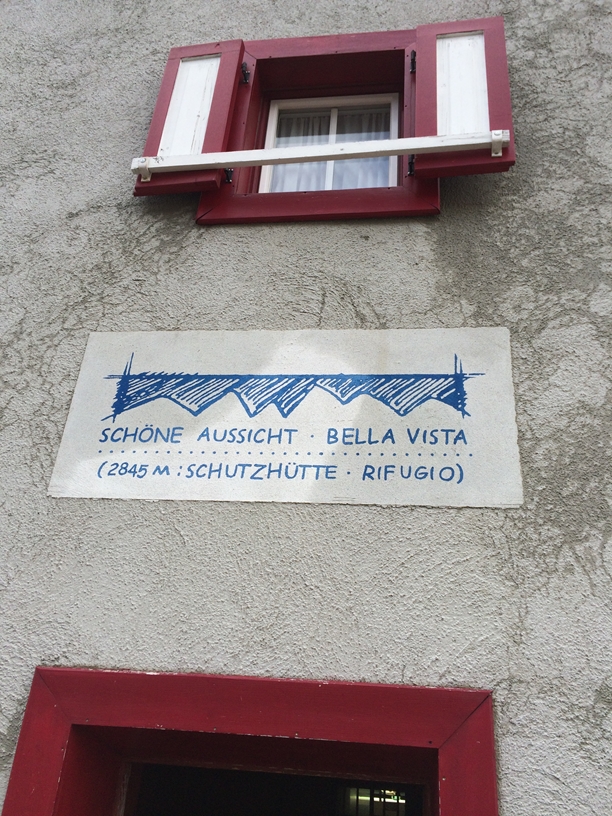 SCHÖNE AUSSICHT · BELLA VISTA
(2845 M : SCHUTZHÜTTE · RIFUGIO)